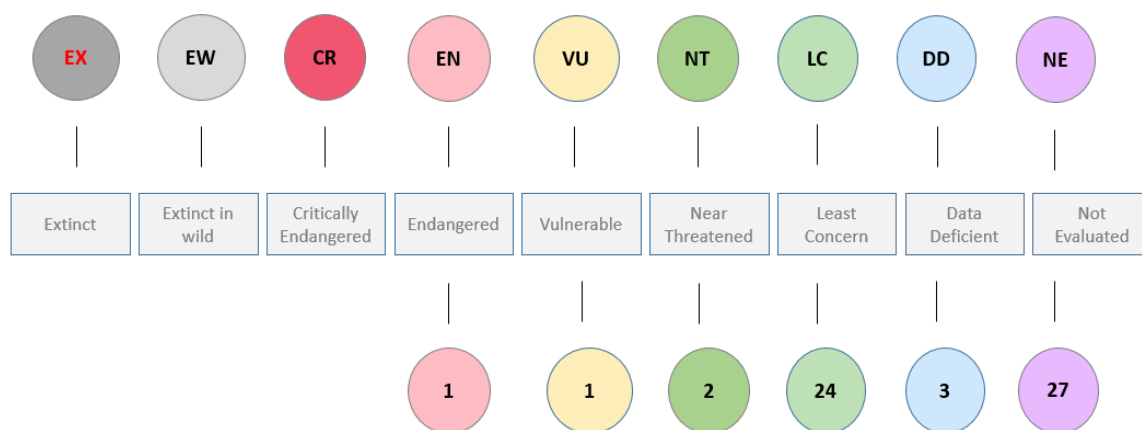 EX EW CR EN VU NT LC DD NE
Extinct
Extinct in
wild
Critically
Endangered
Endangered
Vulnerable
Near
Threatened
Least
Concern
Data
Deficient
Not
Evaluated
1 1 2 24 3 27